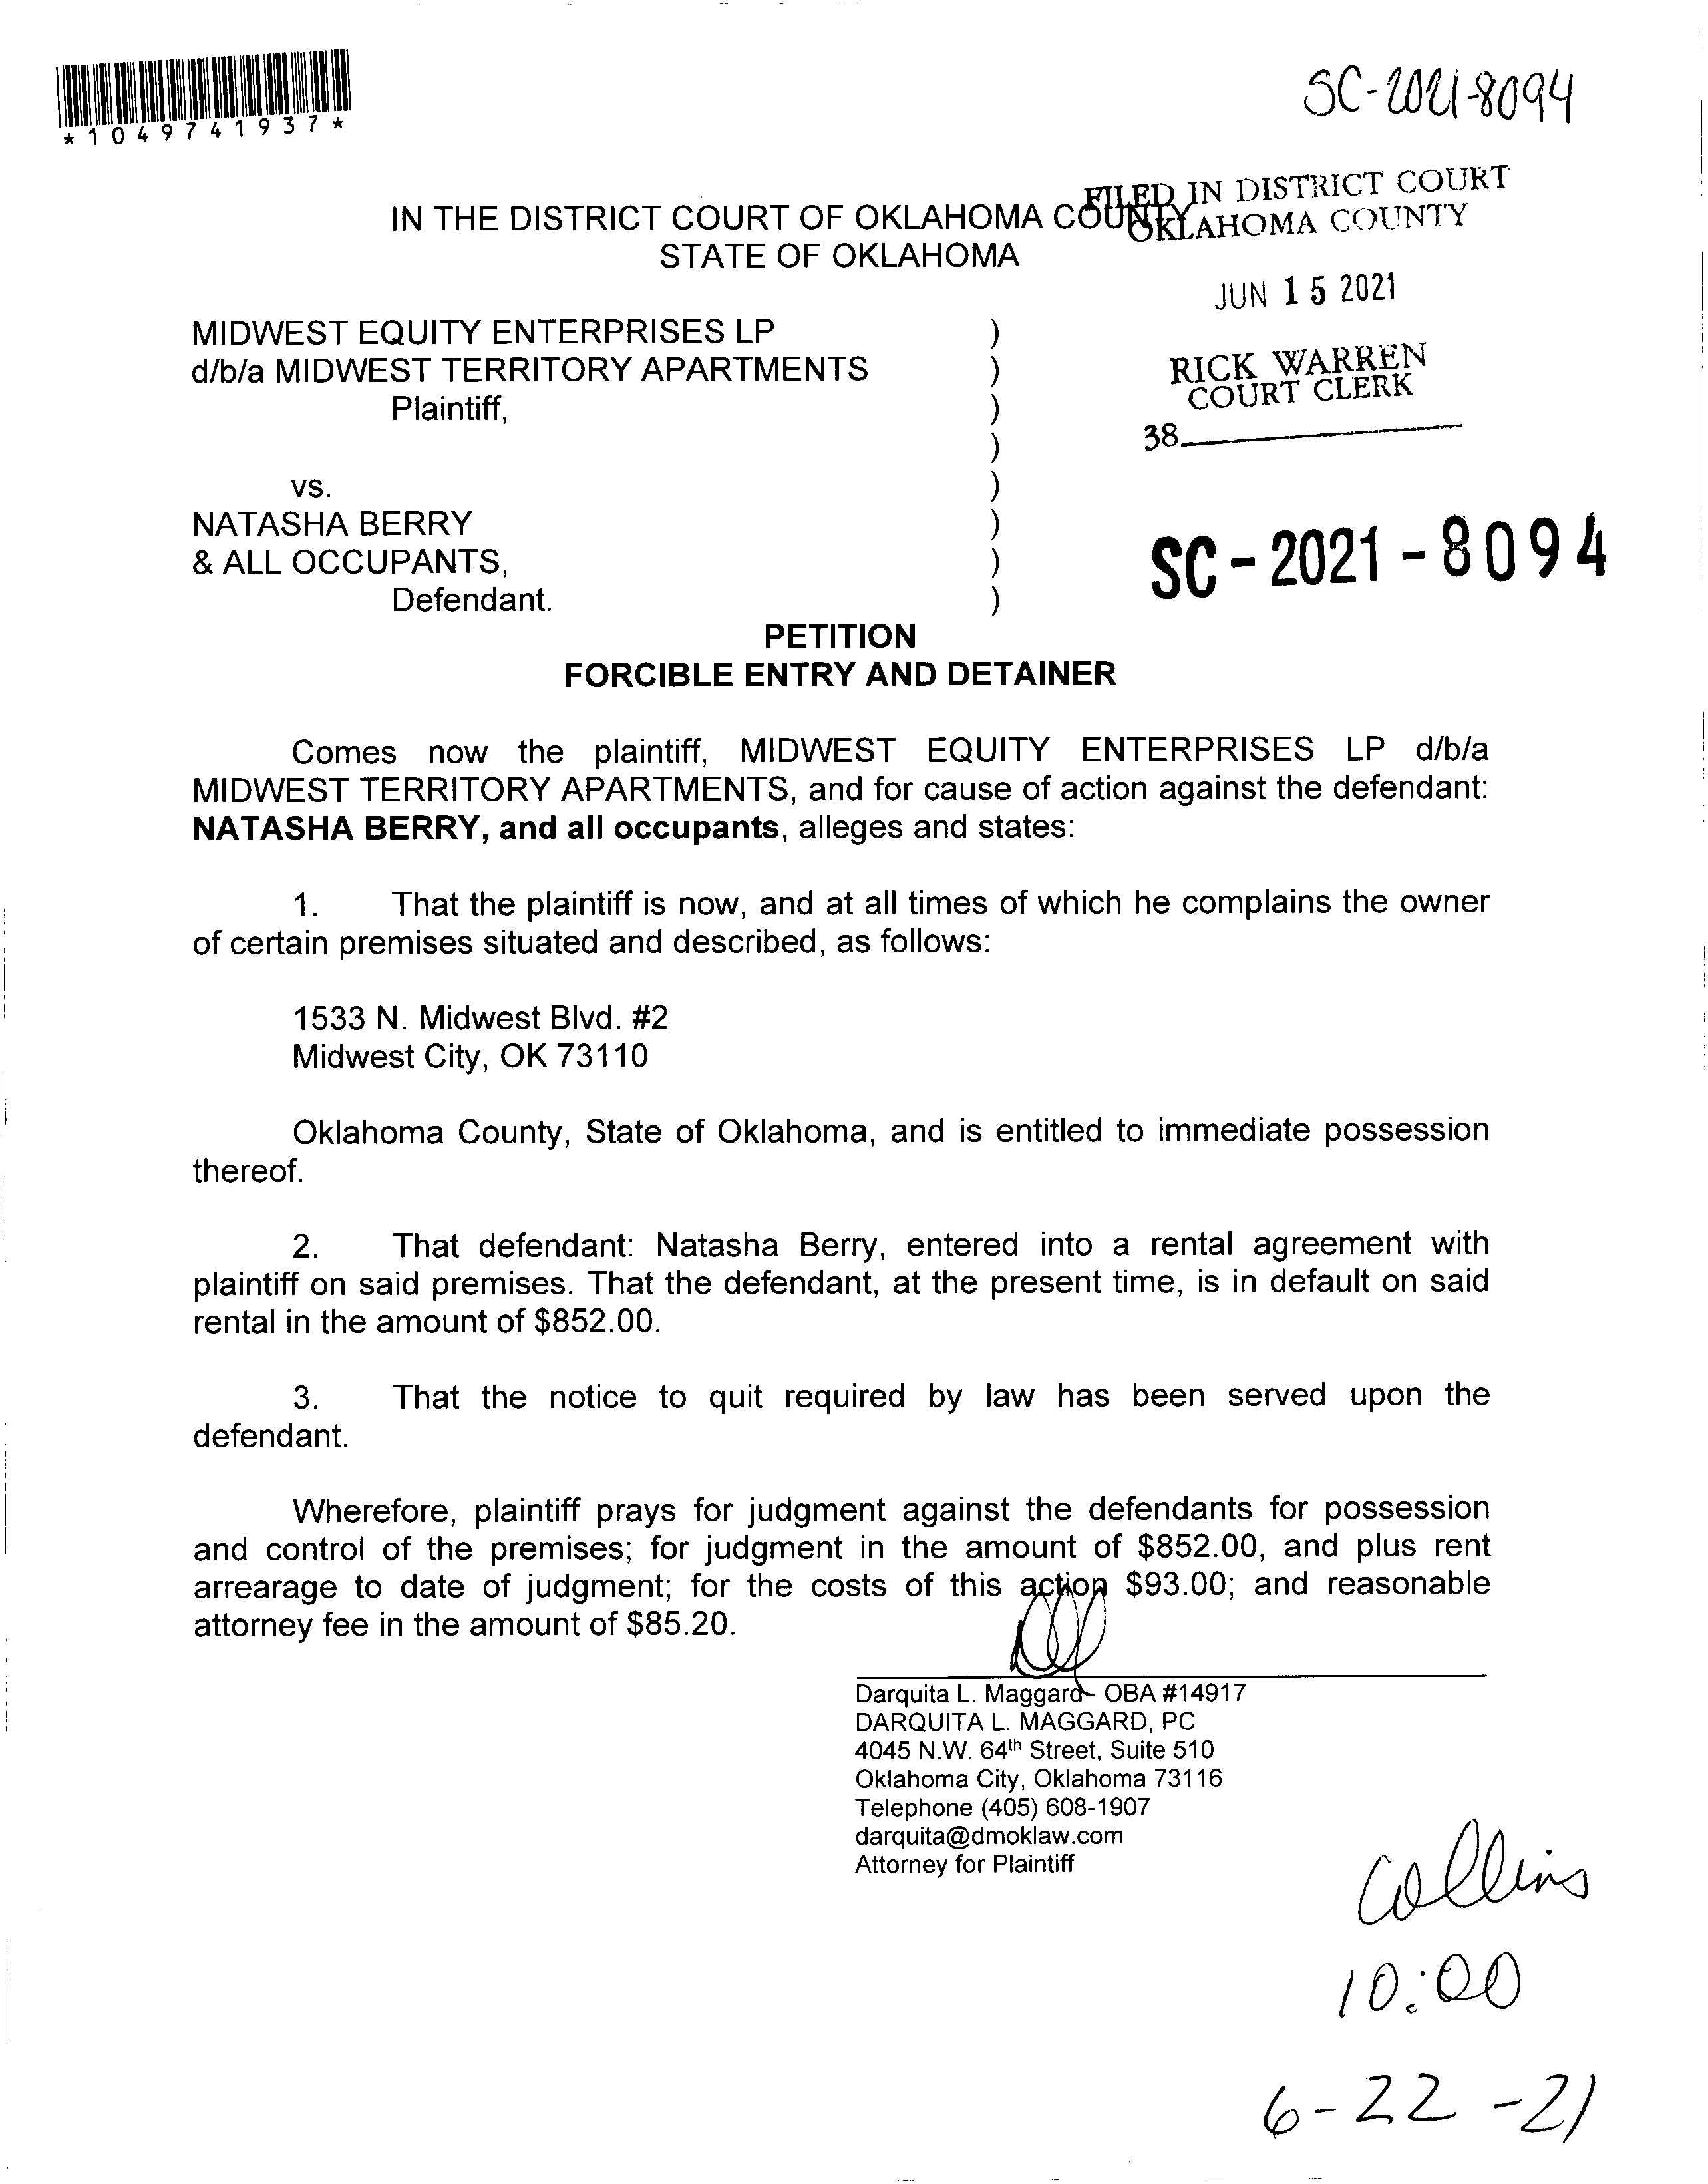 *1049741937*
SC-2021-8094
FILED IN DISTRICT COURT
OKLAHOMA COUNTY
IN THE DISTRICT COURT OF OKLAHOMA COUNTY
STATE OF OKLAHOMA
JUN 15 2021
RICK WARREN
COURT CLERK
38
MIDWEST EQUITY ENTERPRISES LP )
d/b/a MIDWEST TERRITORY APARTMENTS )
Plaintiff, )
)
vs. )
NATASHA BERRY )
& ALL OCCUPANTS, )
Defendant. )
SC-2021-8094
PETITION
FORCIBLE ENTRY AND DETAINER
Comes now the plaintiff, MIDWEST EQUITY ENTERPRISES LP d/b/a
MIDWEST TERRITORY APARTMENTS, and for cause of action against the defendant:
NATASHA BERRY, and all occupants, alleges and states:
1. That the plaintiff is now, and at all times of which he complains the owner
of certain premises situated and described, as follows:
1533 N. Midwest Blvd. #2
Midwest City, OK 73110
Oklahoma County, State of Oklahoma, and is entitled to immediate possession
thereof.
2. That defendant: Natasha Berry, entered into a rental agreement with
plaintiff on said premises. That the defendant, at the present time, is in default on said
rental in the amount of $852.00.
3. That the notice to quit required by law has been served upon the
defendant.
Wherefore, plaintiff prays for judgment against the defendants for possession
and control of the premises; for judgment in the amount of $852.00, and plus rent
arrearage to date of judgment; for the costs of this action $93.00; and reasonable
attorney fee in the amount of $85.20.
Darquita L. Maggard- OBA #14917
DARQUITA L. MAGGARD, PC
4045 N.W. 64th Street, Suite 510
Oklahoma City, Oklahoma 73116
Telephone (405) 608-1907
darquita@dmoklaw.com
Attorney for Plaintiff
Collins
10:00
6-22-21